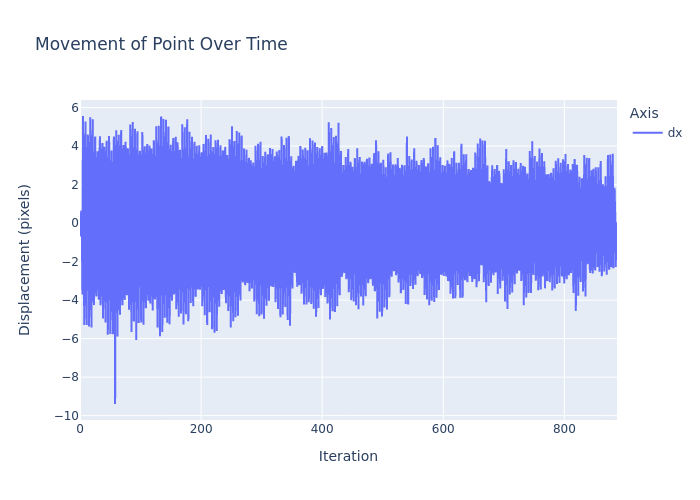 Movement of Point Over Time
Axis
dx
Displacement (pixels)
6
4
2
0
−2
−4
−6
−8
−10
0
200
400
600
800
Iteration